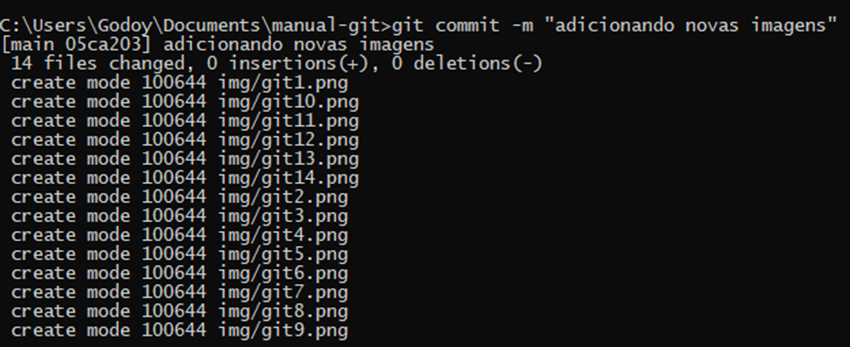 C:\Users\Godoy\Documents\manual-git>git commit -m "adicionando novas imagens"
[main 05ca203] adicionando novas imagens
 14 files changed, 0 insertions(+), 0 deletions(-)
 create mode 100644 img/git1.png
 create mode 100644 img/git10.png
 create mode 100644 img/git11.png
 create mode 100644 img/git12.png
 create mode 100644 img/git13.png
 create mode 100644 img/git14.png
 create mode 100644 img/git2.png
 create mode 100644 img/git3.png
 create mode 100644 img/git4.png
 create mode 100644 img/git5.png
 create mode 100644 img/git6.png
 create mode 100644 img/git7.png
 create mode 100644 img/git8.png
 create mode 100644 img/git9.png